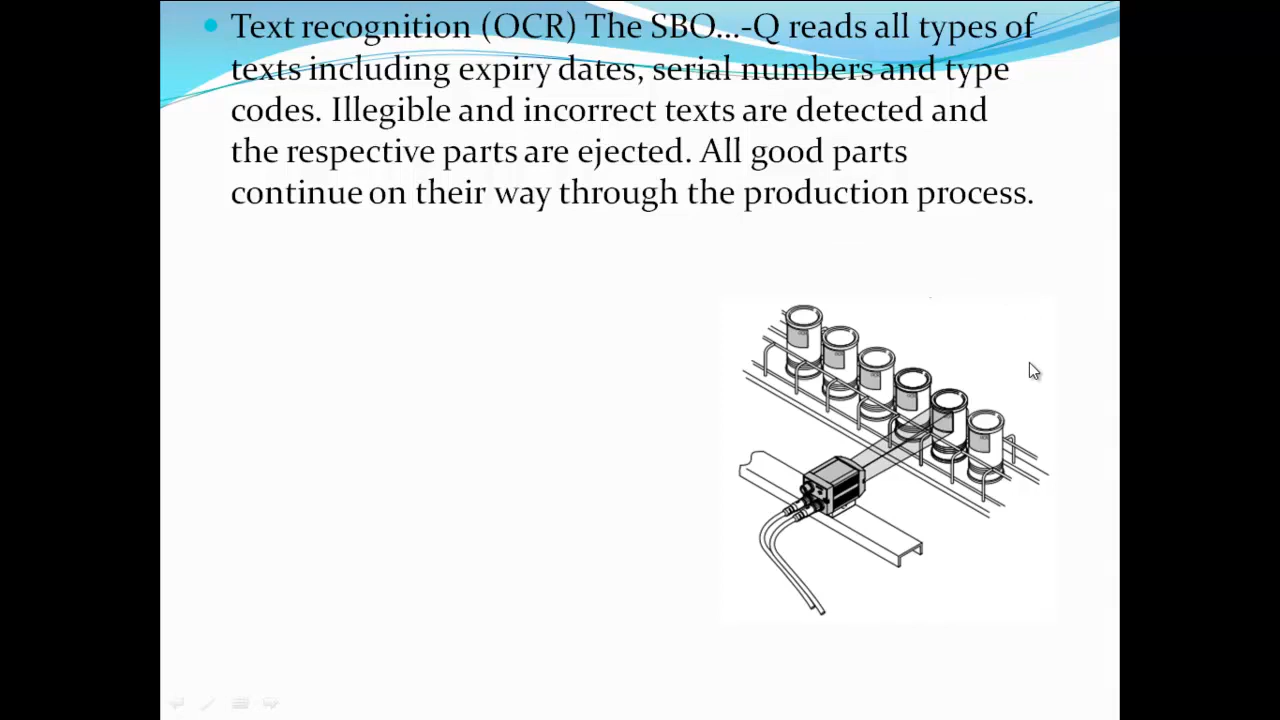 Text recognition (OCR) The SBO...-Q reads all types of
texts including expiry dates, serial numbers and type
codes. Illegible and incorrect texts are detected and
the respective parts are ejected. All good parts
continue on their way through the production process.